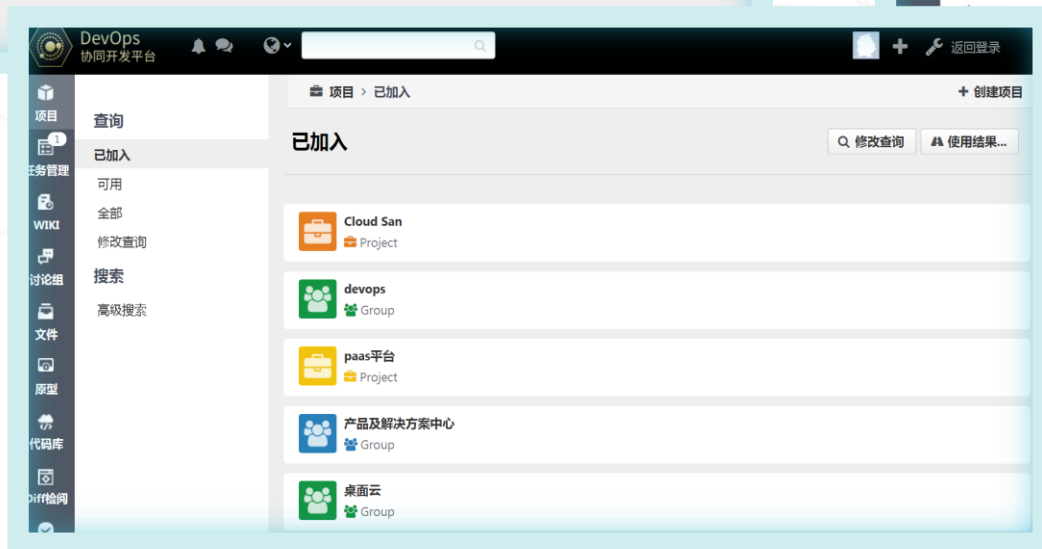 DevOps
协同开发平台
返回登录
项目
1
任务管理
WIKI
讨论组
文件
原型
代码库
Diff检阅
查询
已加入
可用
全部
修改查询
搜索
高级搜索
项目 > 已加入
创建项目
已加入
修改查询
使用结果...
Cloud San
Project
devops
Group
paas平台
Project
产品及解决方案中心
Group
桌面云
Group